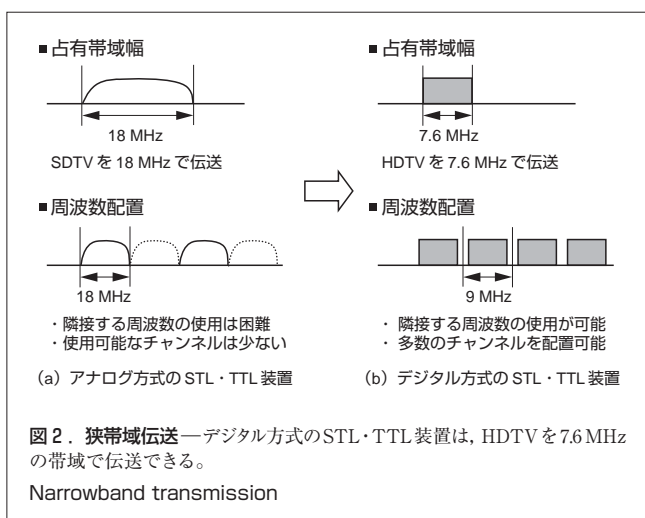 ■占有帯域幅
18 MHz
SDTV を 18 MHz で伝送
■周波数配置
18 MHz
・隣接する周波数の使用は困難
・使用可能なチャンネルは少ない
(a) アナログ方式の STL・TTL 装置
■占有帯域幅
7.6 MHz
HDTV を 7.6 MHz で伝送
■周波数配置
9 MHz
・隣接する周波数の使用が可能
・多数のチャンネルを配置可能
(b) デジタル方式の STL・TTL 装置
図2.狭帯域伝送―デジタル方式のSTL・TTL装置は,HDTVを7.6MHz
の帯域で伝送できる。
Narrowband transmission